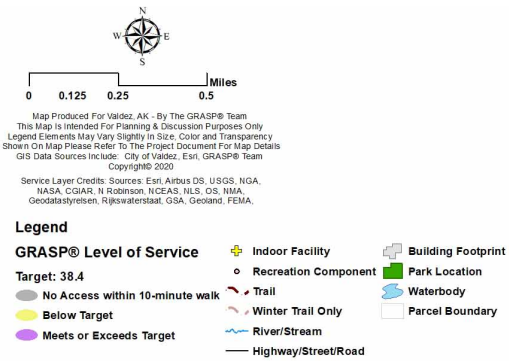 N
W E
S
Miles
0 0.125 0.25 0.5
Map Produced For Valdez, AK - By The GRASP® Team
This Map Is Intended For Planning & Discussion Purposes Only
Legend Elements May Vary Slightly In Size, Color and Transparency
Shown On Map Please Refer To The Project Document For Map Details
GIS Data Sources Include: City of Valdez, Esri, GRASP® Team
Copyright© 2020
Service Layer Credits: Sources: Esri, Airbus DS, USGS, NGA,
NASA, CGIAR, N Robinson, NCEAS, NLS, OS, NMA,
Geodatastyrelsen, Rijkswaterstaat, GSA, Geoland, FEMA,
Legend
GRASP® Level of Service
Target: 38.4
No Access within 10-minute walk
Below Target
Meets or Exceeds Target
Indoor Facility
Recreation Component
Trail
Winter Trail Only
River/Stream
Highway/Street/Road
Building Footprint
Park Location
Waterbody
Parcel Boundary